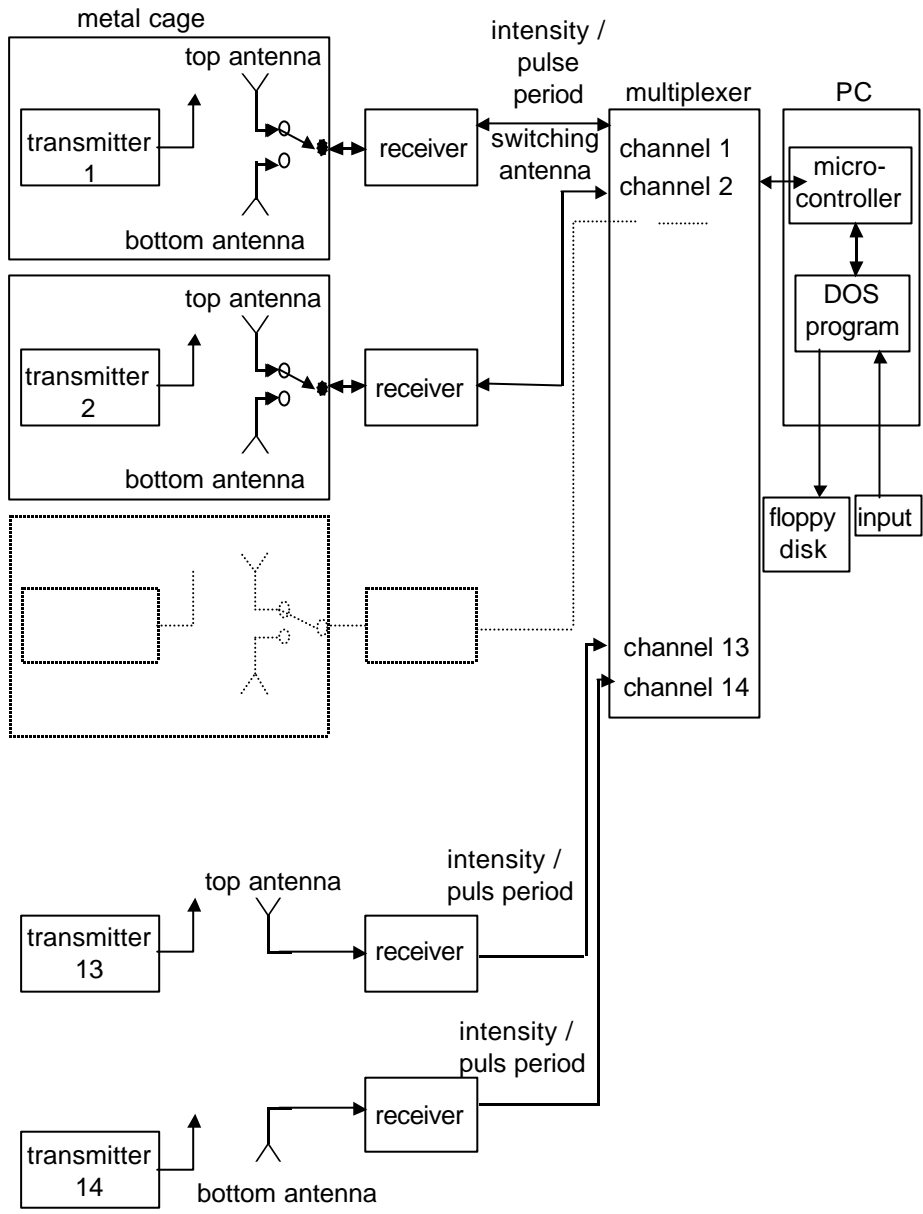 metal cage
top antenna
transmitter
1
bottom antenna
receiver
intensity /
pulse
period
switching
antenna
multiplexer
channel 1
channel 2
PC
micro-
controller
DOS
program
floppy
disk
input
top antenna
transmitter
2
bottom antenna
receiver
channel 13
channel 14
top antenna
transmitter
13
receiver
intensity /
puls period
transmitter
14
bottom antenna
receiver
intensity /
puls period